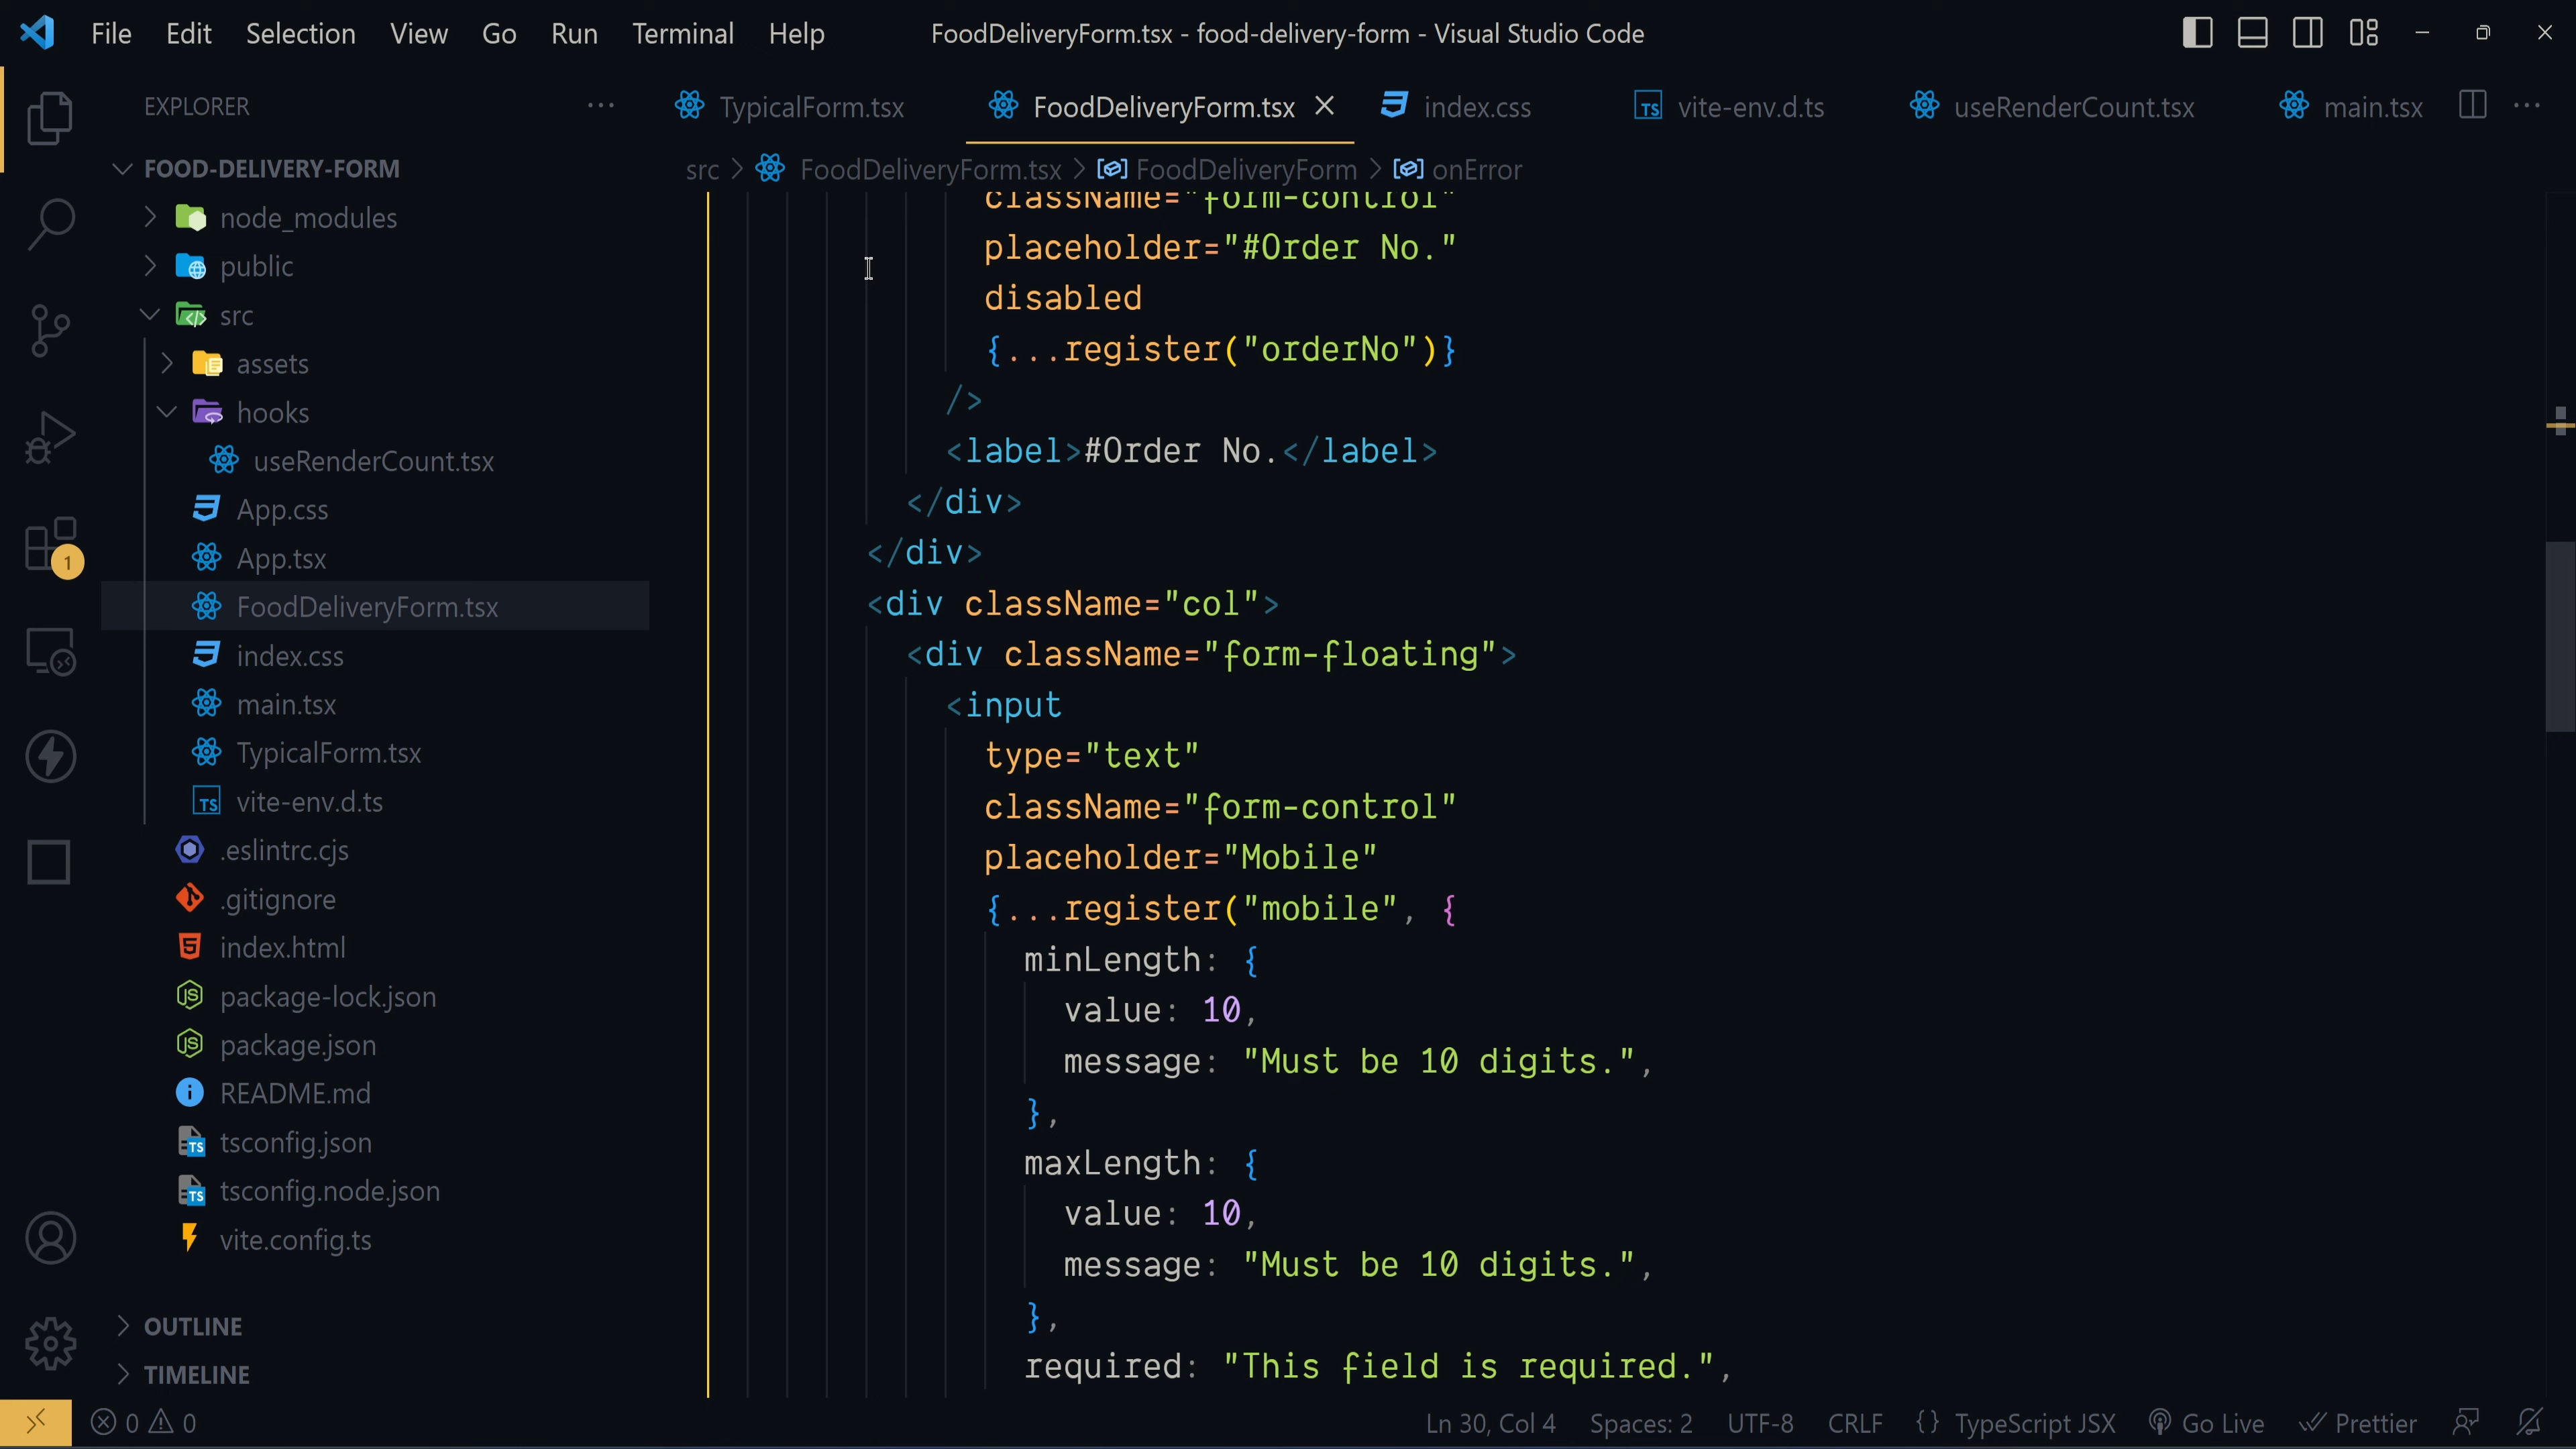 File Edit Selection View Go Run Terminal Help
FoodDeliveryForm.tsx - food-delivery-form - Visual Studio Code
EXPLORER
TypicalForm.tsx FoodDeliveryForm.tsx index.css vite-env.d.ts useRenderCount.tsx main.tsx
src > FoodDeliveryForm.tsx > FoodDeliveryForm > onError
FOOD-DELIVERY-FORM
node_modules
public
src
assets
hooks
useRenderCount.tsx
App.css
App.tsx
FoodDeliveryForm.tsx
index.css
main.tsx
TypicalForm.tsx
TS vite-env.d.ts
.eslintrc.cjs
.gitignore
index.html
package-lock.json
package.json
README.md
tsconfig.json
tsconfig.node.json
vite.config.ts
OUTLINE
TIMELINE
1
className="form-control"
placeholder="#Order No."
disabled
{...register("orderNo")}
/>
<label>#Order No.</label>
</div>
</div>
<div className="col">
<div className="form-floating">
<input
type="text"
className="form-control"
placeholder="Mobile"
{...register("mobile", {
minLength: {
value: 10,
message: "Must be 10 digits.",
},
maxLength: {
value: 10,
message: "Must be 10 digits.",
},
required: "This field is required.",
0 0
Ln 30, Col 4 Spaces: 2 UTF-8 CRLF {} TypeScript JSX Go Live Prettier